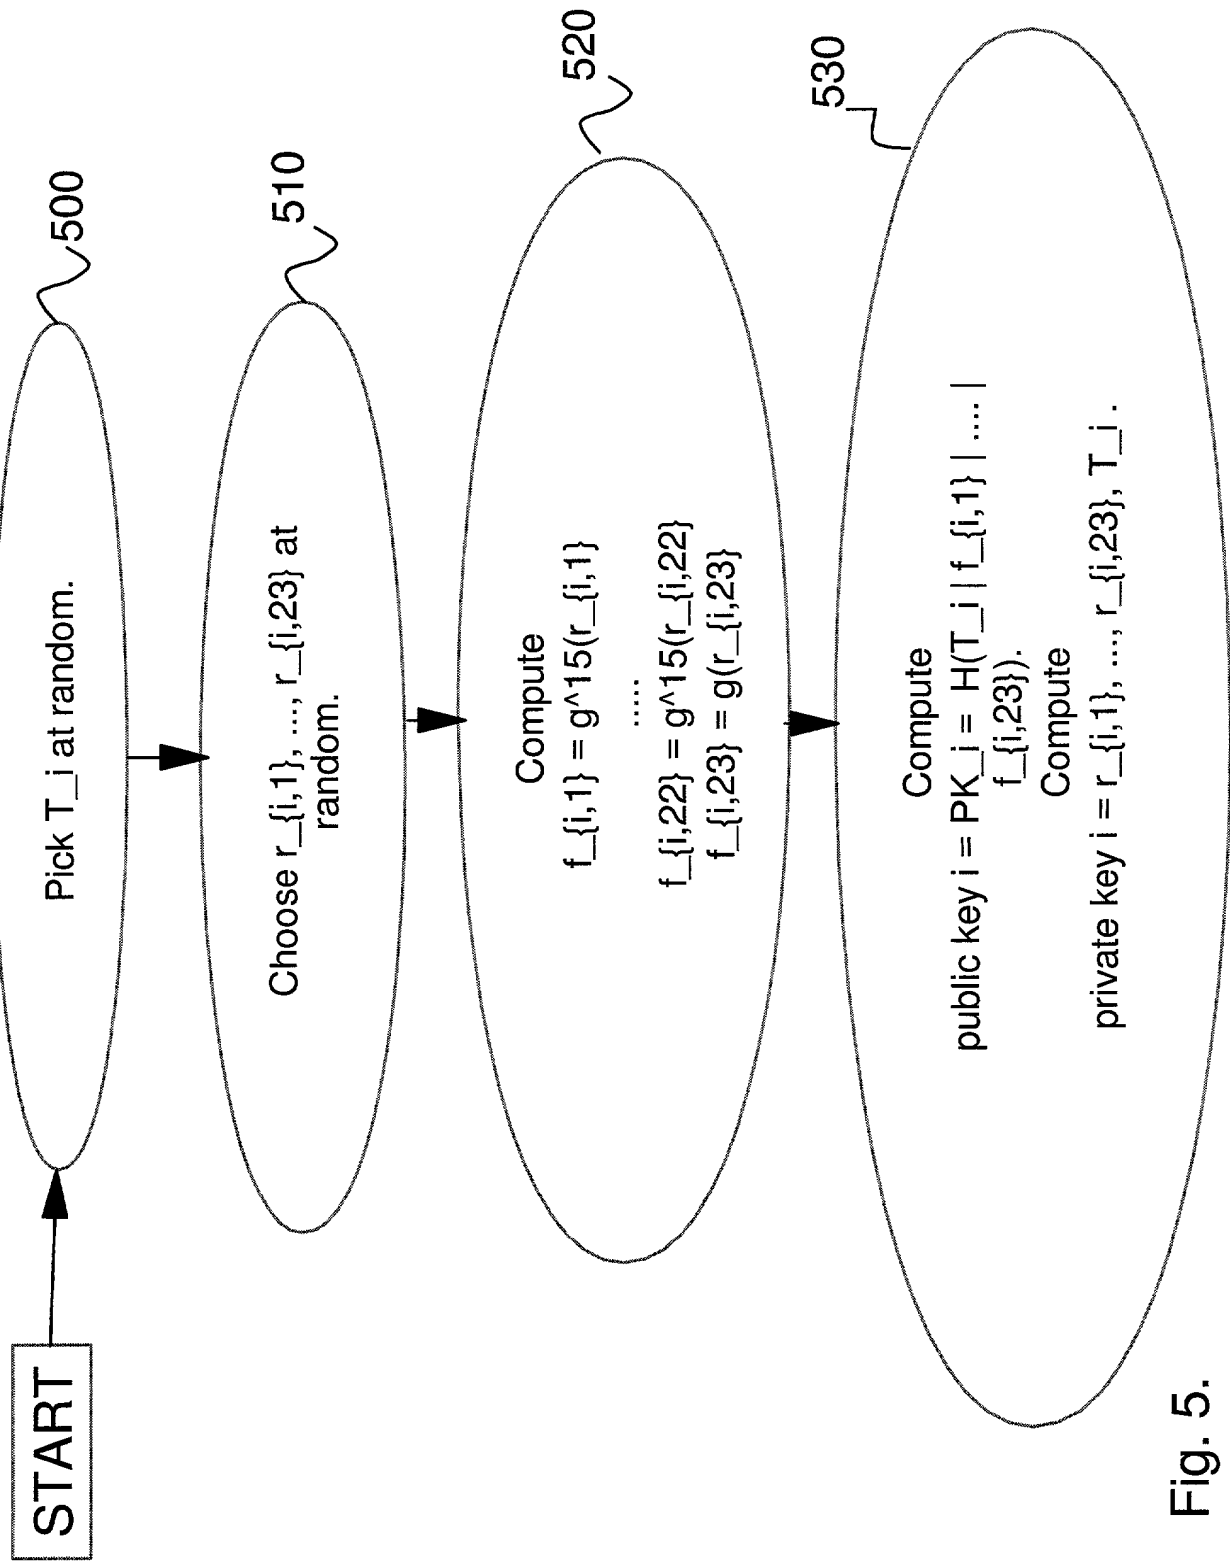 START
Pick T_i at random.
500
Choose r_{i,1}, ..., r_{i,23} at
random.
510
Compute
f_{i,1} = g^15(r_{i,1}
.....
f_{i,22} = g^15(r_{i,22}
f_{i,23} = g(r_{i,23}
520
Compute
public key i = PK_i = H(T_i | f_{i,1} | .... |
f_{i,23}).
Compute
private key i = r_{i,1}, ..., r_{i,23}, T_i .
530
Fig. 5.